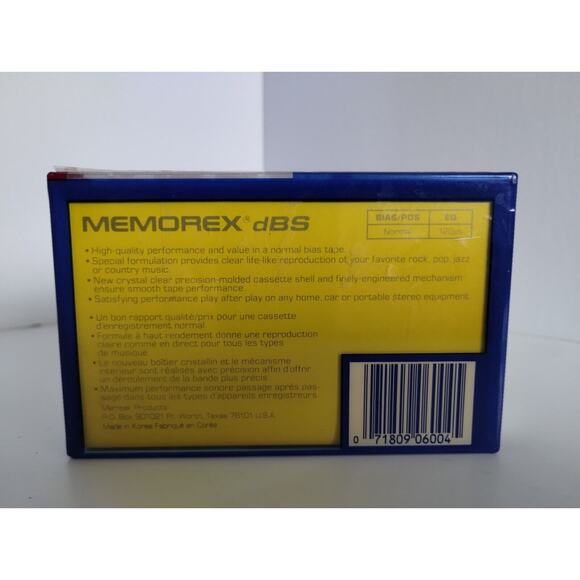 MEMOREX® dBS
BIAS/POS EQ
Normal 120µs
• High-quality performance and value in a normal bias tape.
• Special formulation provides clear life-like reproduction of your favorite rock, pop, jazz
or country music.
• New crystal clear precision-molded cassette shell and finely-engineered mechanism
ensure smooth tape performance.
• Satisfying performance play after play on any home, car or portable stereo equipment.
• Un bon rapport qualité/prix pour une cassette
d'enregistrement normal.
• Formule à haut rendement donne une reproduction
claire comme en direct pour tous les types
de musique.
• Le nouveau boîtier cristallin et le mécanisme
intérieur sont réalisés avec précision afin d'offrir
un déroulement de la bande plus précis.
• Maximum performance sonore passage après pas-
sage dans tous les types d'appareils enregistreurs.
Memtek Products
P.O. Box 901021 Ft. Worth, Texas 76101 U.S.A.
Made in Korea Fabriqué en Corée
0 71809 06004